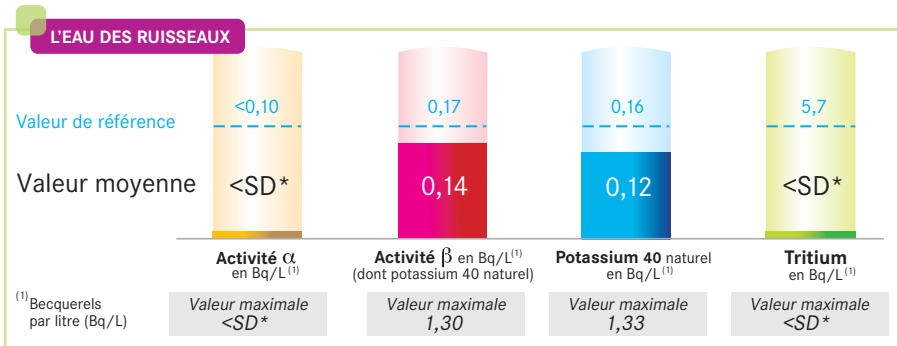 L'EAU DES RUISSEAUX
Valeur de référence
<0,10
0,17
0,16
5,7
Valeur moyenne
<SD*
0,14
0,12
<SD*
Activité α
en Bq/L(1)
Activité β en Bq/L(1)
(dont potassium 40 naturel)
Potassium 40 naturel
en Bq/L(1)
Tritium
en Bq/L(1)
(1) Becquerels
par litre (Bq/L)
Valeur maximale
<SD*
Valeur maximale
1,30
Valeur maximale
1,33
Valeur maximale
<SD*